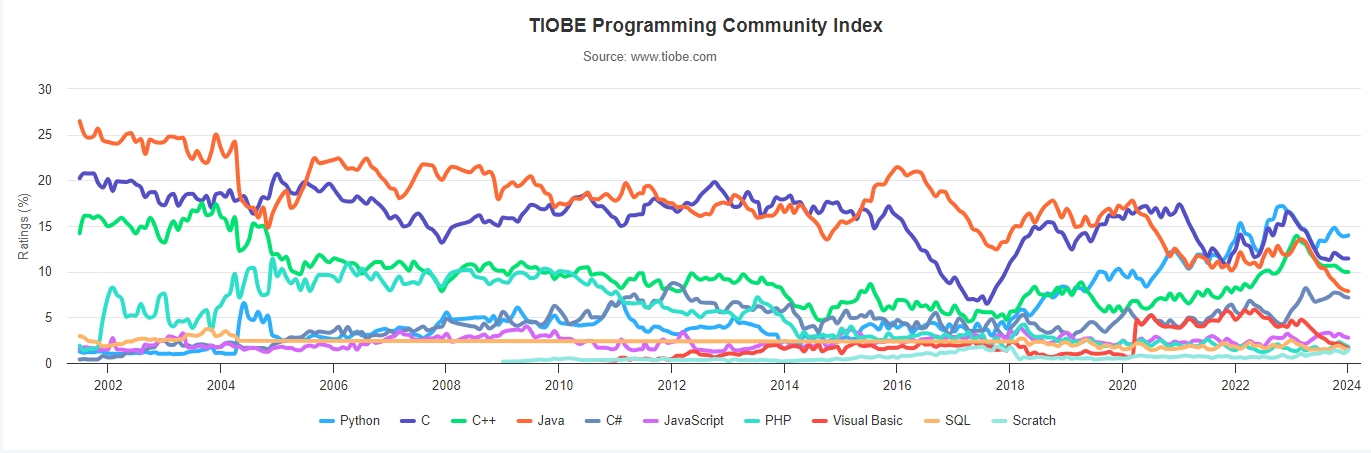 TIOBE Programming Community Index
Source: www.tiobe.com
Ratings (%)
30
25
20
15
10
5
0
2002 2004 2006 2008 2010 2012 2014 2016 2018 2020 2022 2024
Python C C++ Java C# JavaScript PHP Visual Basic SQL Scratch